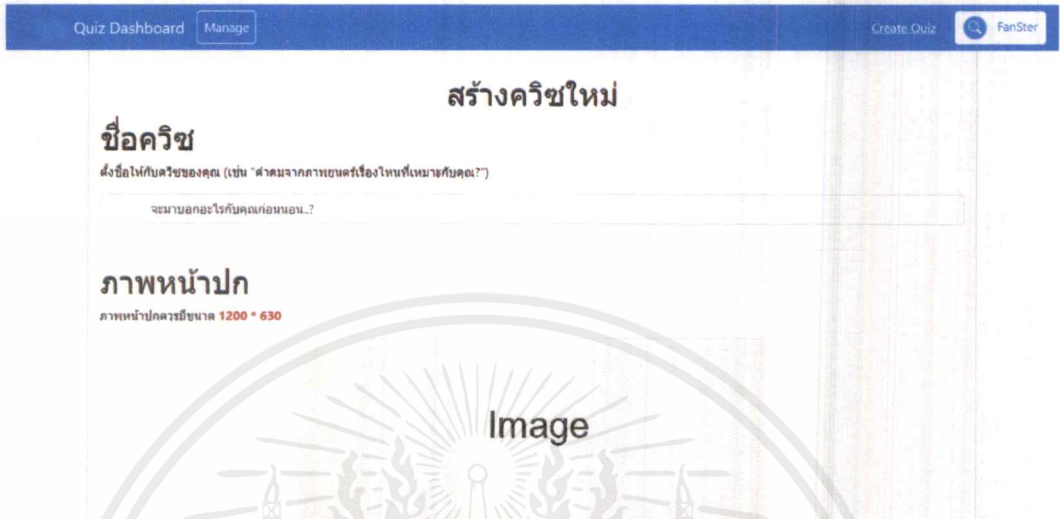 Quiz Dashboard Manage Create Quiz FanSter
สร้างควิซใหม่
ชื่อควิซ
ตั้งชื่อให้กับควิซของคุณ (เช่น "คำคมจากภาพยนตร์เรื่องไหนที่เหมาะกับคุณ?")
จะมาบอกอะไรกับคุณก่อนนอน..?
ภาพหน้าปก
ภาพหน้าปกควรมีขนาด 1200 * 630
Image